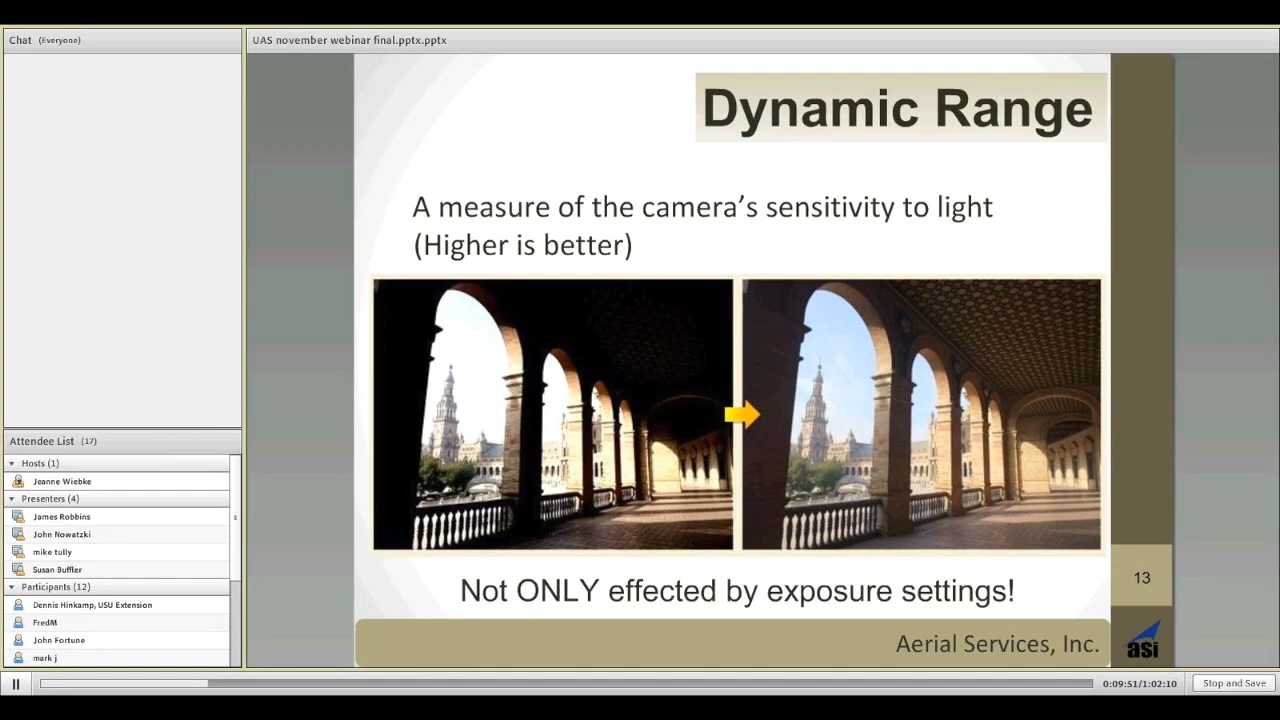 Chat (Everyone)
UAS november webinar final.pptx.pptx
Dynamic Range
A measure of the camera's sensitivity to light
(Higher is better)
Not ONLY effected by exposure settings!
13
Aerial Services, Inc.
asi
Attendee List (17)
Hosts (1)
Jeanne Wiebke
Presenters (4)
James Robbins
John Nowatzki
mike tully
Susan Buffler
Participants (12)
Dennis Hinkamp, USU Extension
FredM
John Fortune
mark j
0:09:51/1:02:10
Stop and Save